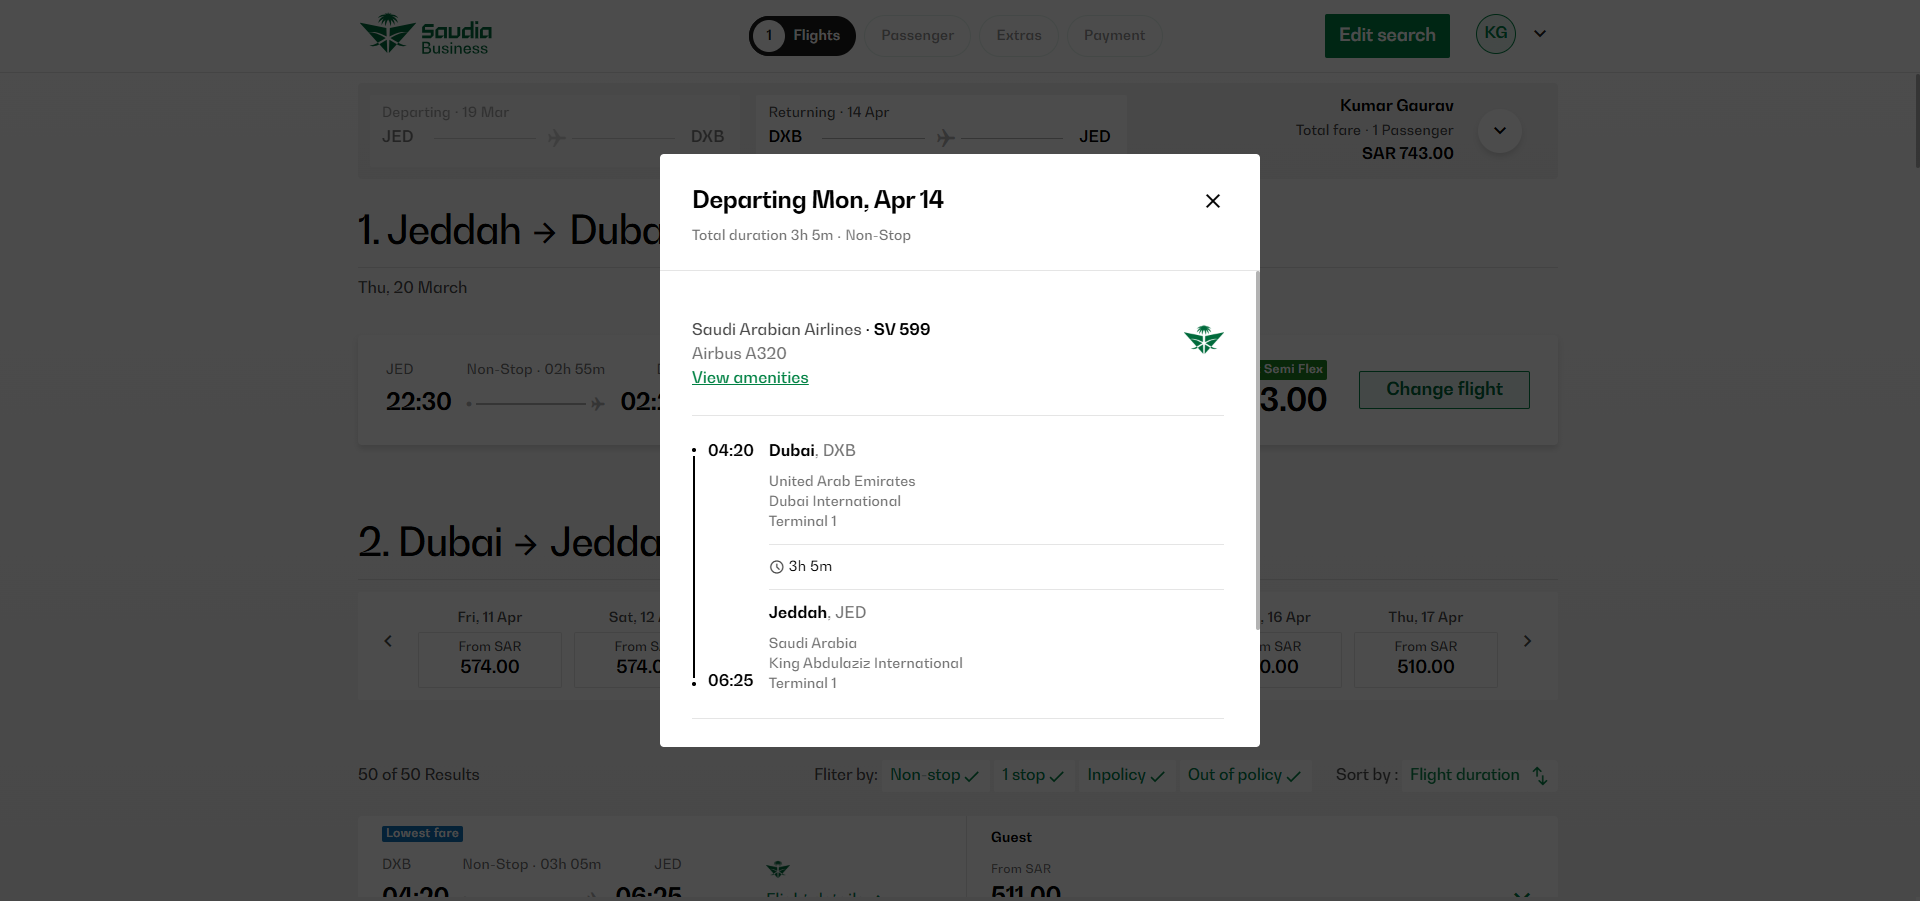 Saudia
Business
1 Flights
Passenger
Extras
Payment
Edit search
KG
Departing · 19 Mar
JED DXB
Returning · 14 Apr
DXB JED
Kumar Gaurav
Total fare · 1 Passenger
SAR 743.00
1. Jeddah → Duba
Thu, 20 March
JED Non-Stop · 02h 55m
22:30 02:
Semi Flex
3.00
Change flight
2. Dubai → Jedda
Departing Mon, Apr 14
Total duration 3h 5m · Non-Stop
Saudi Arabian Airlines · SV 599
Airbus A320
View amenities
04:20 Dubai, DXB
United Arab Emirates
Dubai International
Terminal 1
3h 5m
Jeddah, JED
Saudi Arabia
King Abdulaziz International
06:25 Terminal 1
Fri, 11 Apr
From SAR
574.00
Sat, 12
From S
574.0
, 16 Apr
m SAR
0.00
Thu, 17 Apr
From SAR
510.00
50 of 50 Results
Fliter by: Non-stop 1 stop Inpolicy Out of policy
Sort by : Flight duration
Lowest fare
DXB Non-Stop · 03h 05m JED
04:20 06:25
Flight details
Guest
From SAR
511.00